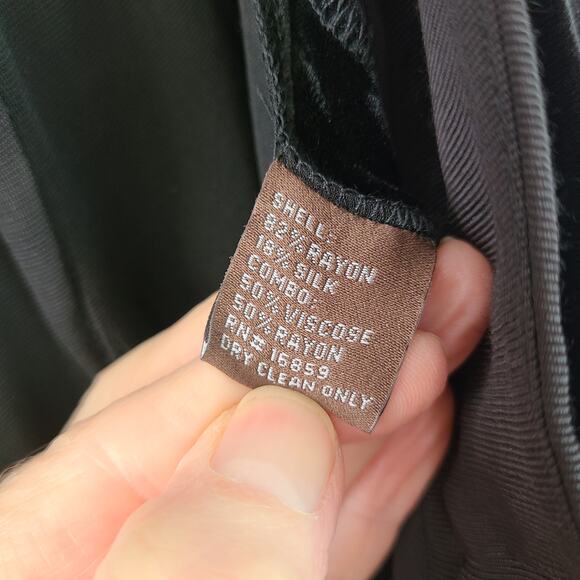 SHELL:
82% RAYON
18% SILK
COMBO:
50% VISCOSE
50% RAYON
RN# 16859
DRY CLEAN ONLY